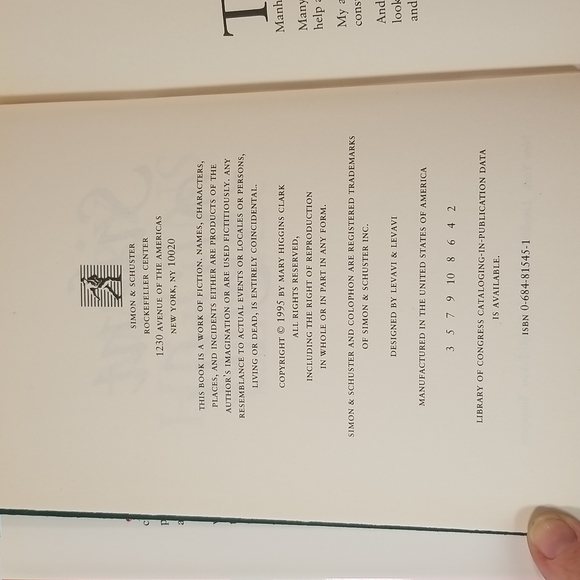 SIMON & SCHUSTER
ROCKEFELLER CENTER
1230 AVENUE OF THE AMERICAS
NEW YORK, NY 10020
THIS BOOK IS A WORK OF FICTION. NAMES, CHARACTERS,
PLACES, AND INCIDENTS EITHER ARE PRODUCTS OF THE
AUTHOR'S IMAGINATION OR ARE USED FICTITIOUSLY. ANY
RESEMBLANCE TO ACTUAL EVENTS OR LOCALES OR PERSONS,
LIVING OR DEAD, IS ENTIRELY COINCIDENTAL.
COPYRIGHT © 1995 BY MARY HIGGINS CLARK
ALL RIGHTS RESERVED,
INCLUDING THE RIGHT OF REPRODUCTION
IN WHOLE OR IN PART IN ANY FORM.
SIMON & SCHUSTER AND COLOPHON ARE REGISTERED TRADEMARKS
OF SIMON & SCHUSTER INC.
DESIGNED BY LEVAVI & LEVAVI
MANUFACTURED IN THE UNITED STATES OF AMERICA
3 5 7 9 10 8 6 4 2
LIBRARY OF CONGRESS CATALOGING-IN-PUBLICATION DATA
IS AVAILABLE.
ISBN 0-684-81545-1
T
Manh
Many
help
My
cons
And
look
and